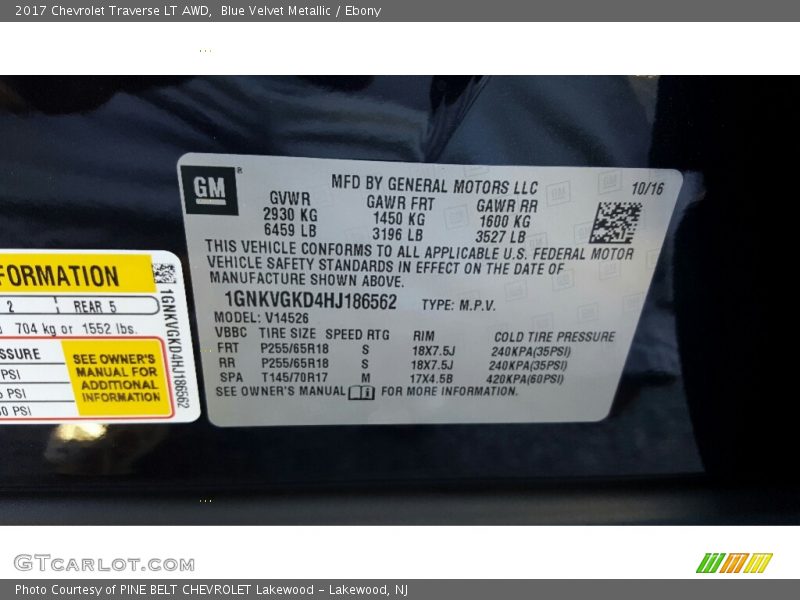 2017 Chevrolet Traverse LT AWD,  Blue Velvet Metallic / Ebony
GM®
MFD BY GENERAL MOTORS LLC
10/16
GVWR GAWR FRT GAWR RR
2930 KG 1450 KG 1600 KG
6459 LB 3196 LB 3527 LB
THIS VEHICLE CONFORMS TO ALL APPLICABLE U.S. FEDERAL MOTOR
VEHICLE SAFETY STANDARDS IN EFFECT ON THE DATE OF
MANUFACTURE SHOWN ABOVE.
1GNKVGKD4HJ186562 TYPE: M.P.V.
MODEL: V14526
VBBC TIRE SIZE SPEED RTG RIM COLD TIRE PRESSURE
FRT P255/65R18 S 18X7.5J 240KPA(35PSI)
RR P255/65R18 S 18X7.5J 240KPA(35PSI)
SPA T145/70R17 M 17X4.5B 420KPA(60PSI)
SEE OWNER'S MANUAL FOR MORE INFORMATION.
FORMATION
2 REAR 5
704 kg or 1552 lbs.
SSURE
PSI
PSI
0 PSI
SEE OWNER'S
MANUAL FOR
ADDITIONAL
INFORMATION
1GNKVGKD4HJ186562
GTCarLot.com
Photo Courtesy of PINE BELT CHEVROLET Lakewood - Lakewood, NJ